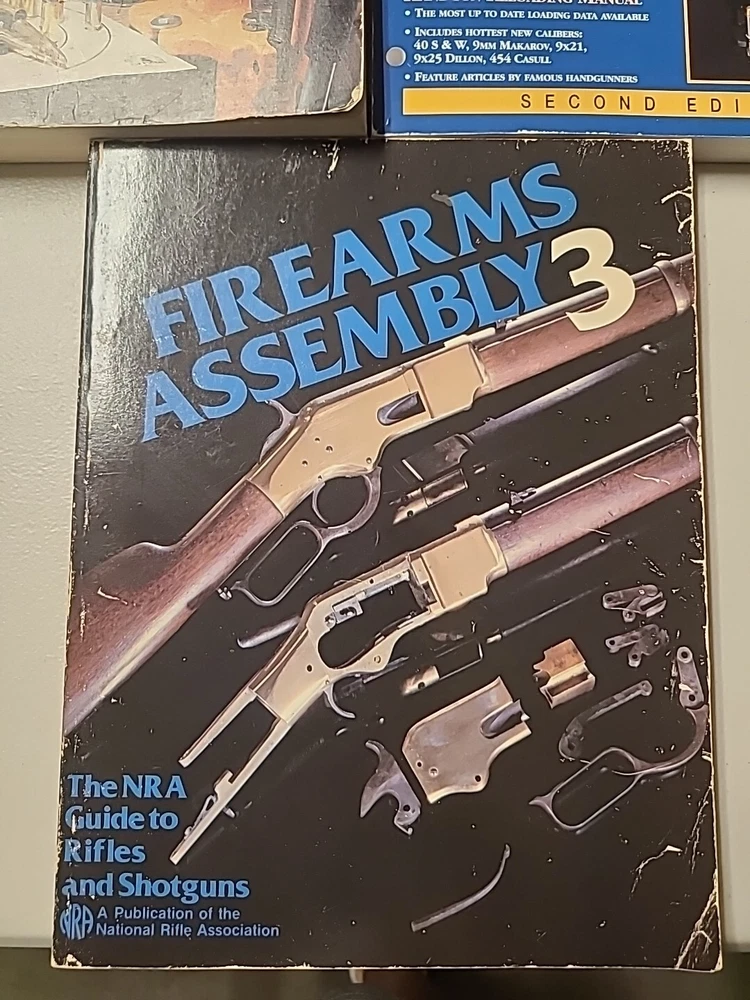 • THE MOST UP TO DATE LOADING DATA AVAILABLE
• INCLUDES HOTTEST NEW CALIBERS:
40 S & W, 9MM MAKAROV, 9X21,
9X25 DILLON, 454 CASULL
• FEATURE ARTICLES BY FAMOUS HANDGUNNERS
SECOND EDI
FIREARMS
ASSEMBLY 3
The NRA
Guide to
Rifles
and Shotguns
NRA A Publication of the
National Rifle Association